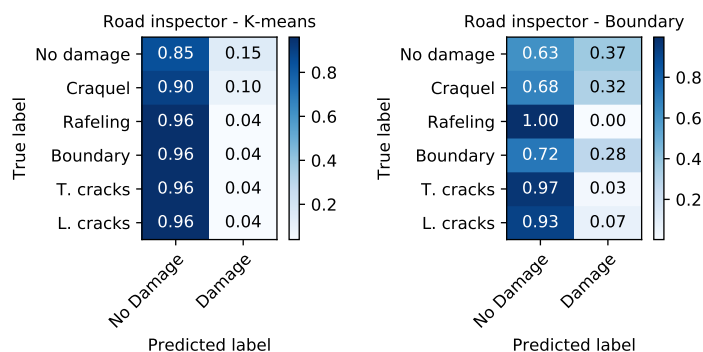 Road inspector - K-means
True label
No damage 0.85 0.15
Craquel 0.90 0.10
Rafeling 0.96 0.04
Boundary 0.96 0.04
T. cracks 0.96 0.04
L. cracks 0.96 0.04
No Damage Damage
Predicted label
0.8
0.6
0.4
0.2
Road inspector - Boundary
True label
No damage 0.63 0.37
Craquel 0.68 0.32
Rafeling 1.00 0.00
Boundary 0.72 0.28
T. cracks 0.97 0.03
L. cracks 0.93 0.07
No Damage Damage
Predicted label
0.8
0.6
0.4
0.2